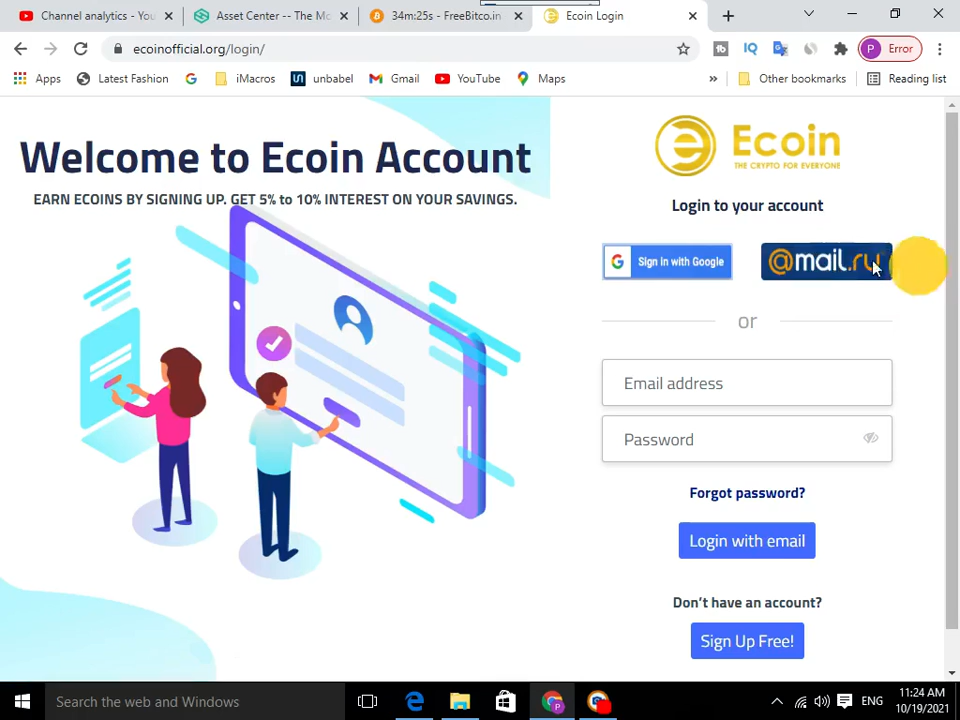 Channel analytics - You
Asset Center -- The Mo
34m:25s - FreeBitco.in
Ecoin Login
ecoinofficial.org/login/
IQ
P Error
Apps
Latest Fashion
iMacros
unbabel
Gmail
YouTube
Maps
»
Other bookmarks
Reading list
Welcome to Ecoin Account
EARN ECOINS BY SIGNING UP. GET 5% to 10% INTEREST ON YOUR SAVINGS.
Ecoin
THE CRYPTO FOR EVERYONE
Login to your account
G Sign in with Google
@mail.ru
or
Email address
Password
Forgot password?
Login with email
Don't have an account?
Sign Up Free!
Search the web and Windows
ENG
11:24 AM
10/19/2021